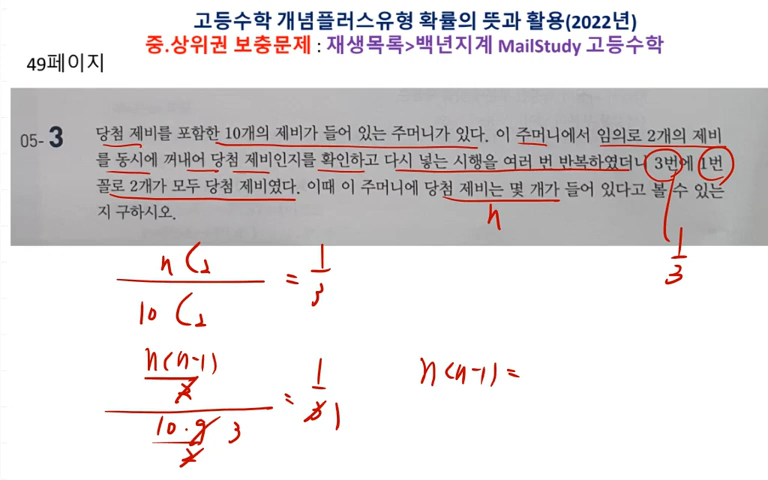 고등수학 개념플러스유형 확률의 뜻과 활용(2022년)
중.상위권 보충문제 : 재생목록>백년지계 MailStudy 고등수학
49페이지
05- 3 당첨 제비를 포함한 10개의 제비가 들어 있는 주머니가 있다. 이 주머니에서 임의로 2개의 제비
를 동시에 꺼내어 당첨 제비인지를 확인하고 다시 넣는 시행을 여러 번 반복하였더니 3번에 1번
꼴로 2개가 모두 당첨 제비였다. 이때 이 주머니에 당첨 제비는 몇 개가 들어 있다고 볼 수 있는
지 구하시오.
n
1/3
nC2 / 10C2 = 1/3
n(n-1)/2 / 10·9/2 3 = 1/3 1
n(n-1) =